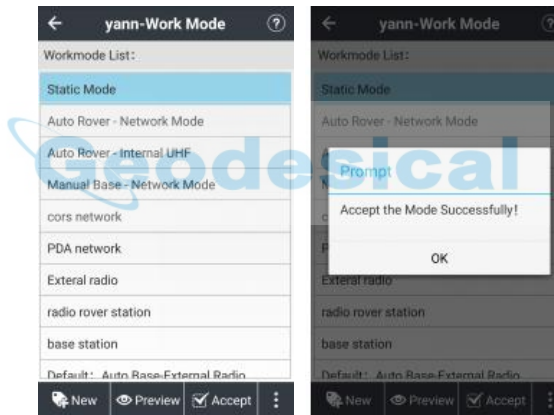 yann-Work Mode
Workmode List:
Static Mode
Auto Rover - Network Mode
Auto Rover - Internal UHF
Manual Base - Network Mode
cors network
PDA network
Exteral radio
radio rover station
base station
Default: Auto Base-External Radio
New
Preview
Accept
yann-Work Mode
Workmode List:
Static Mode
Auto Rover - Network Mode
Prompt
Accept the Mode Successfully!
OK
Exteral radio
radio rover station
base station
Default: Auto Base-External Radio
New
Preview
Accept
Geodesical